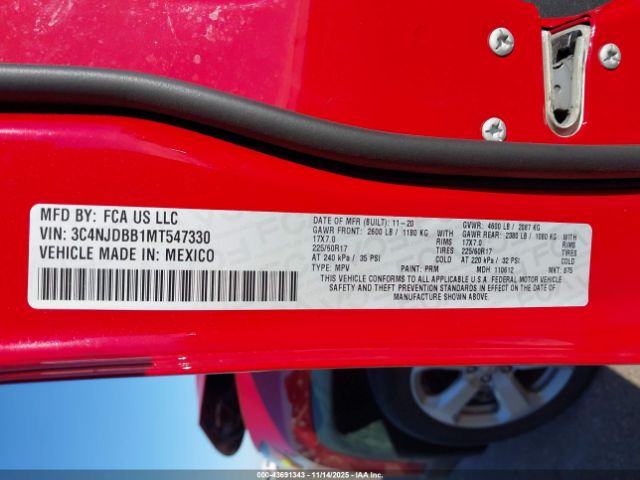 MFD BY: FCA US LLC
VIN: 3C4NJDBB1MT547330
VEHICLE MADE IN: MEXICO
DATE OF MFR (BUILT): 11-20
GAWR FRONT: 2600 LB / 1180 KG
17X7.0 RIMS
225/60R17 TIRES
AT 240 kPa / 35 PSI COLD
GVWR: 4600 LB / 2087 KG
GAWR REAR: 2380 LB / 1080 KG
17X7.0 RIMS
225/60R17 TIRES
AT 220 kPa / 32 PSI COLD
TYPE: MPV PAINT: PRM MDH: 110612 MKT: 875
THIS VEHICLE CONFORMS TO ALL APPLICABLE U.S.A. FEDERAL MOTOR VEHICLE
SAFETY AND THEFT PREVENTION STANDARDS IN EFFECT ON THE DATE OF
MANUFACTURE SHOWN ABOVE.
000-43691343 - 11/14/2025 - IAA Inc.